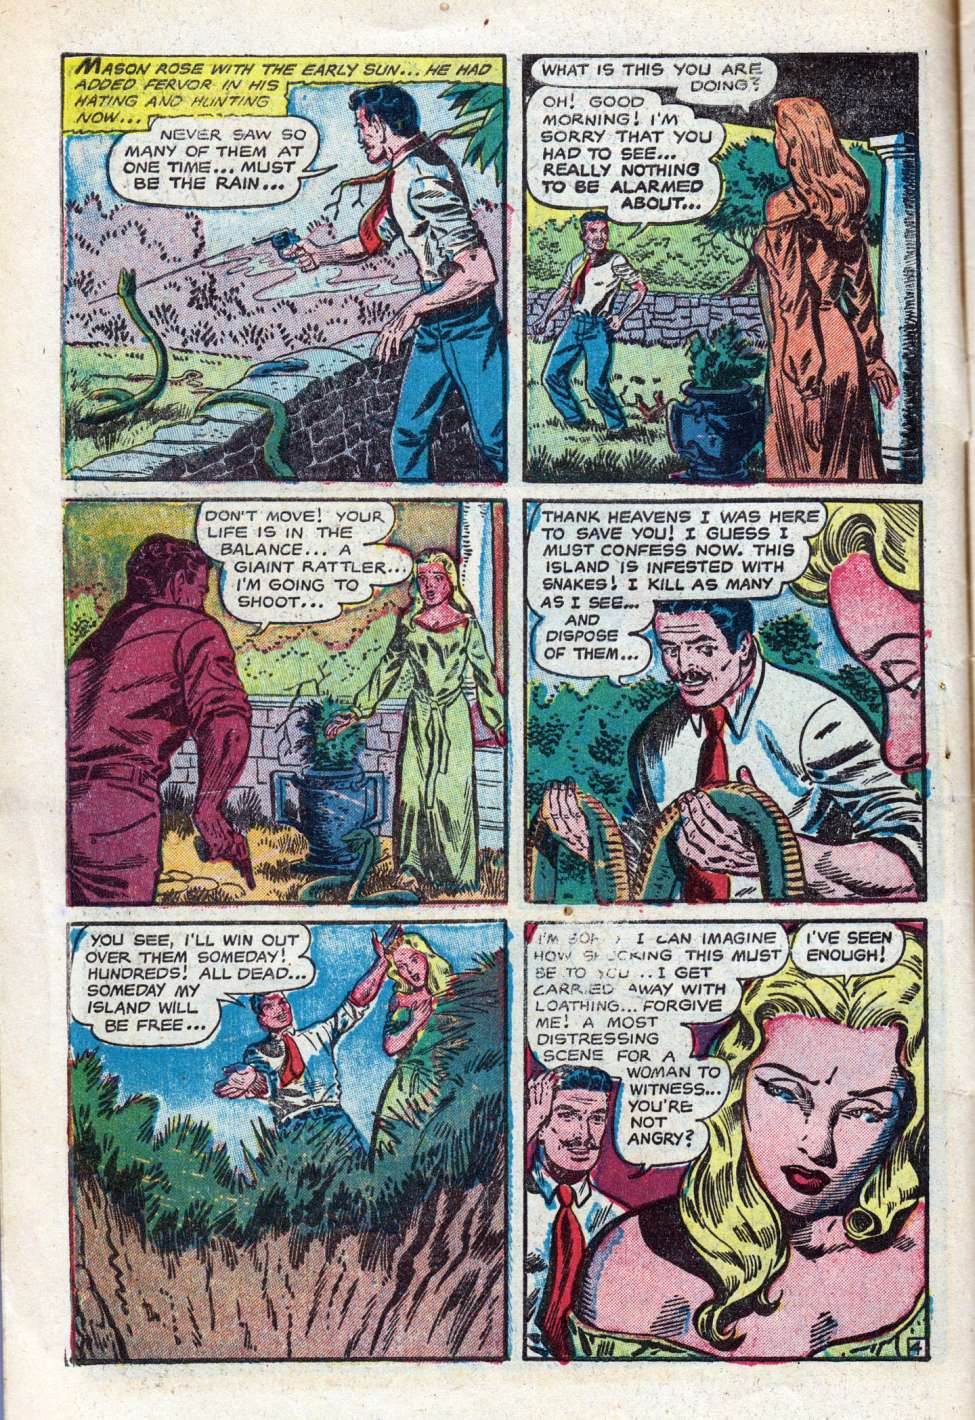 MASON ROSE WITH THE EARLY SUN... HE HAD
ADDED FERVOR IN HIS
HATING AND HUNTING
NOW...
NEVER SAW SO
MANY OF THEM AT
ONE TIME... MUST
BE THE RAIN...
WHAT IS THIS YOU ARE
DOING?
OH! GOOD
MORNING! I'M
SORRY THAT YOU
HAD TO SEE...
REALLY NOTHING
TO BE ALARMED
ABOUT...
DON'T MOVE! YOUR
LIFE IS IN THE
BALANCE... A
GIAINT RATTLER...
I'M GOING TO
SHOOT...
THANK HEAVENS I WAS HERE
TO SAVE YOU! I GUESS I
MUST CONFESS NOW. THIS
ISLAND IS INFESTED WITH
SNAKES! I KILL AS MANY
AS I SEE...
AND
DISPOSE
OF THEM...
YOU SEE, I'LL WIN OUT
OVER THEM SOMEDAY!
HUNDREDS! ALL DEAD...
SOMEDAY MY
ISLAND WILL
BE FREE...
I'M SORRY I CAN IMAGINE
HOW SHOCKING THIS MUST
BE TO YOU... I GET
CARRIED AWAY WITH
LOATHING... FORGIVE
ME! A MOST
DISTRESSING
SCENE FOR A
WOMAN TO
WITNESS...
YOU'RE
NOT
ANGRY?
I'VE SEEN
ENOUGH!
4